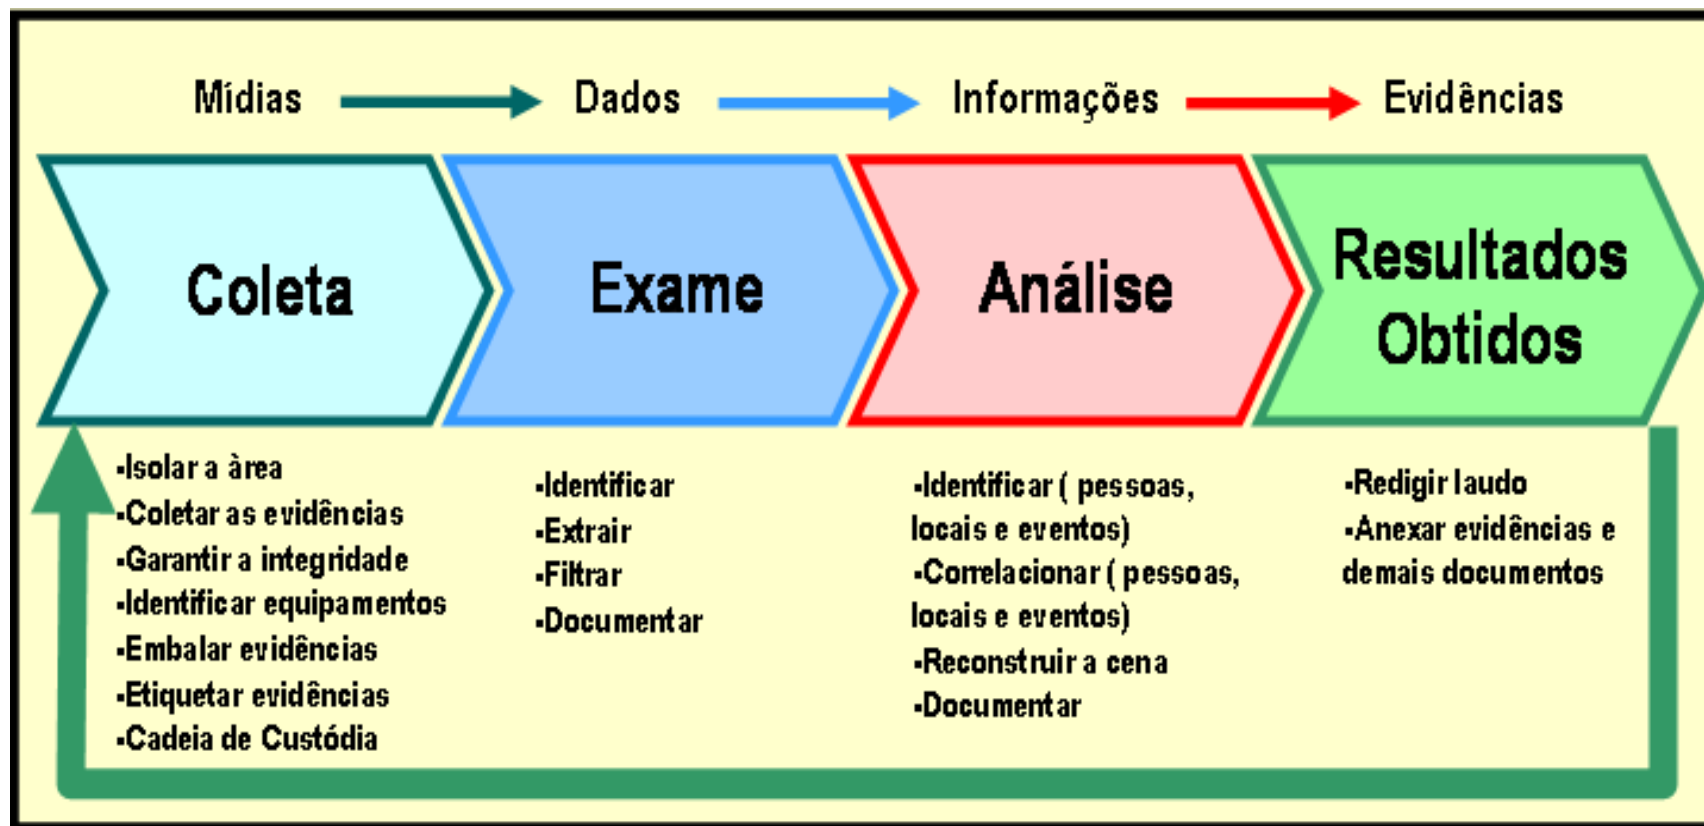 Mídias Dados Informações Evidências
Coleta
Exame
Análise
Resultados
Obtidos
-Isolar a àrea
-Coletar as evidências
-Garantir a integridade
-Identificar equipamentos
-Embalar evidências
-Etiquetar evidências
-Cadeia de Custódia
-Identificar
-Extrair
-Filtrar
-Documentar
-Identificar ( pessoas,
locais e eventos)
-Correlacionar ( pessoas,
locais e eventos)
-Reconstruir a cena
-Documentar
-Redigir laudo
-Anexar evidências e
demais documentos